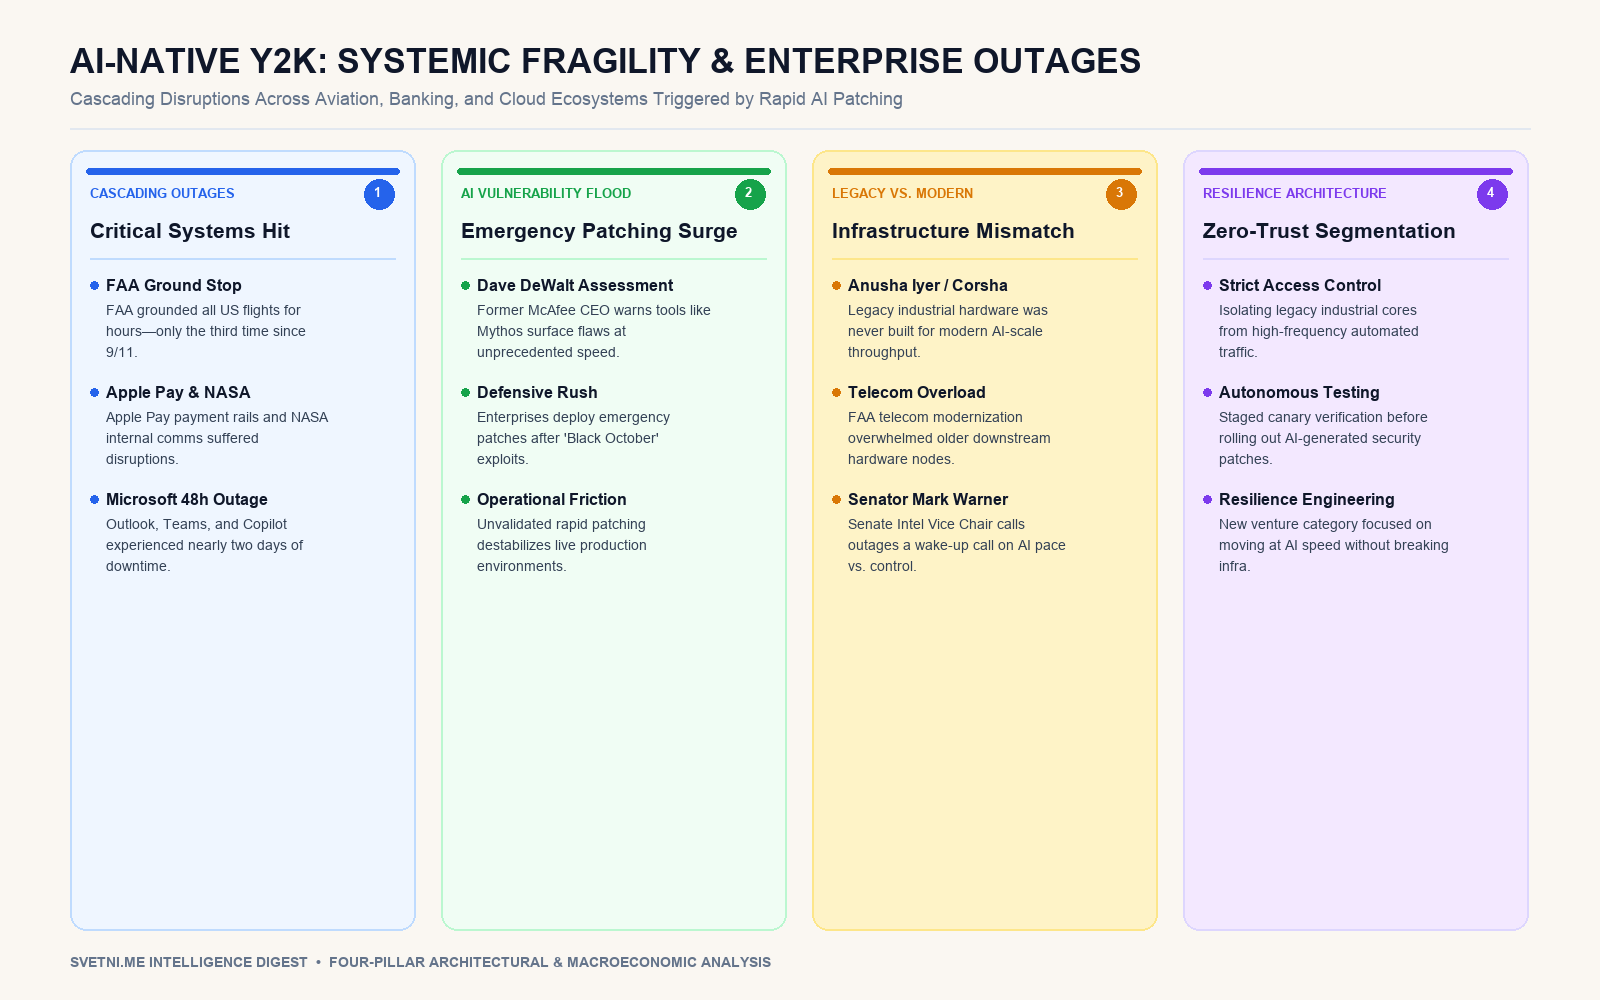 AI-NATIVE Y2K: SYSTEMIC FRAGILITY & ENTERPRISE OUTAGES
Cascading Disruptions Across Aviation, Banking, and Cloud Ecosystems Triggered by Rapid AI Patching
CASCADING OUTAGES
1
Critical Systems Hit
FAA Ground Stop
FAA grounded all US flights for
hours—only the third time since
9/11.
Apple Pay & NASA
Apple Pay payment rails and NASA
internal comms suffered
disruptions.
Microsoft 48h Outage
Outlook, Teams, and Copilot
experienced nearly two days of
downtime.
AI VULNERABILITY FLOOD
2
Emergency Patching Surge
Dave DeWalt Assessment
Former McAfee CEO warns tools like
Mythos surface flaws at
unprecedented speed.
Defensive Rush
Enterprises deploy emergency
patches after 'Black October'
exploits.
Operational Friction
Unvalidated rapid patching
destabilizes live production
environments.
LEGACY VS. MODERN
3
Infrastructure Mismatch
Anusha Iyer / Corsha
Legacy industrial hardware was
never built for modern AI-scale
throughput.
Telecom Overload
FAA telecom modernization
overwhelmed older downstream
hardware nodes.
Senator Mark Warner
Senate Intel Vice Chair calls
outages a wake-up call on AI pace
vs. control.
RESILIENCE ARCHITECTURE
4
Zero-Trust Segmentation
Strict Access Control
Isolating legacy industrial cores
from high-frequency automated
traffic.
Autonomous Testing
Staged canary verification before
rolling out AI-generated security
patches.
Resilience Engineering
New venture category focused on
moving at AI speed without breaking
infra.
SVETNI.ME INTELLIGENCE DIGEST • FOUR-PILLAR ARCHITECTURAL & MACROECONOMIC ANALYSIS